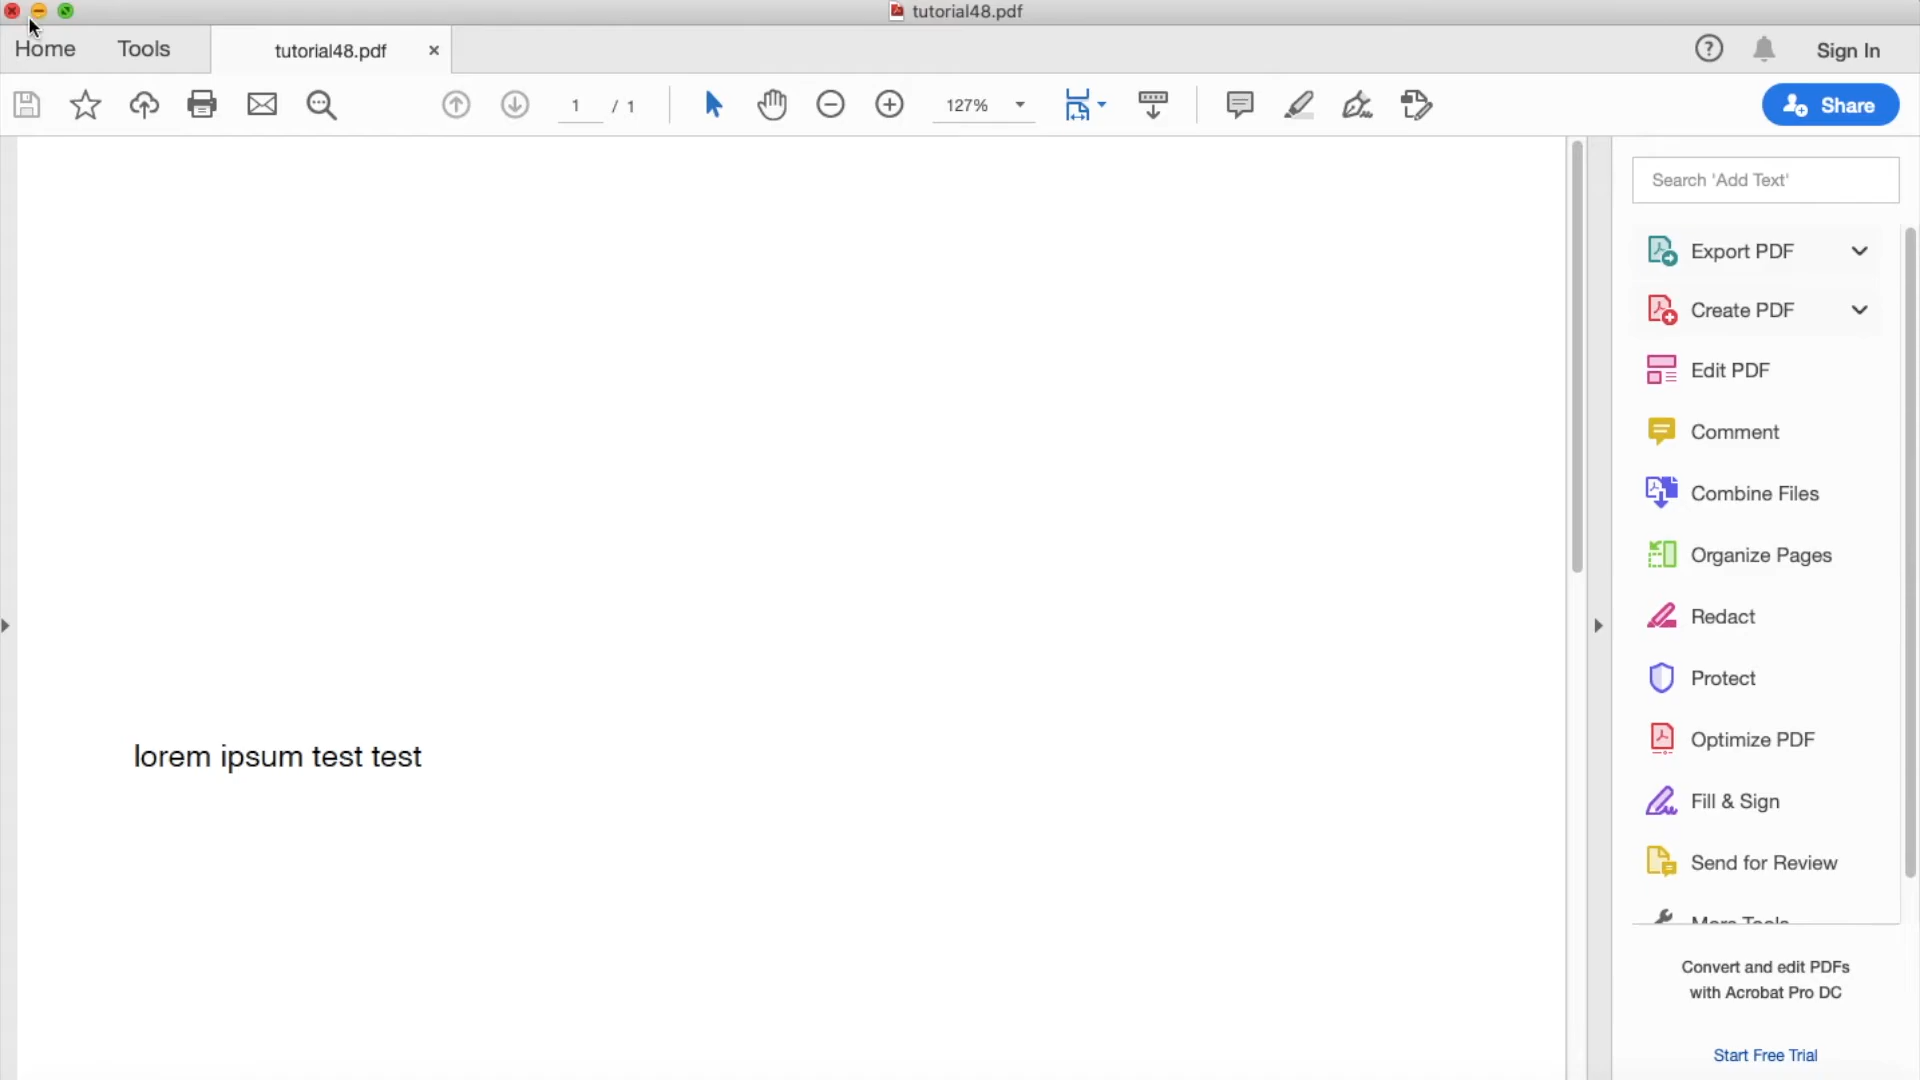 tutorial48.pdf
Home
Tools
tutorial48.pdf
Sign In
1 / 1
127%
Share
Search 'Add Text'
Export PDF
Create PDF
Edit PDF
Comment
Combine Files
Organize Pages
Redact
Protect
Optimize PDF
Fill & Sign
Send for Review
More Tools
lorem ipsum test test
Convert and edit PDFs
with Acrobat Pro DC
Start Free Trial